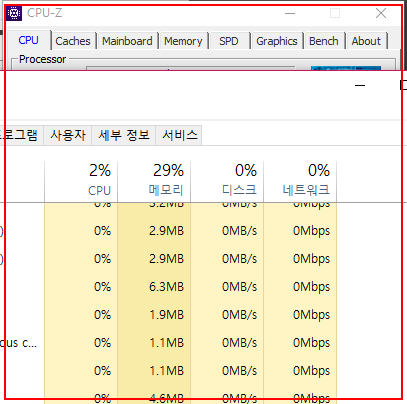 CPU-Z
CPU Caches Mainboard Memory SPD Graphics Bench About
Processor
로그램 사용자 세부 정보 서비스
2% 29% 0% 0%
CPU 메모리 디스크 네트워크
0% 3.2MB 0MB/s 0Mbps
0% 2.9MB 0MB/s 0Mbps
0% 2.9MB 0MB/s 0Mbps
0% 6.3MB 0MB/s 0Mbps
0% 1.9MB 0MB/s 0Mbps
ous c... 0% 1.1MB 0MB/s 0Mbps
0% 1.1MB 0MB/s 0Mbps
0% 4.6MB 0MB/s 0Mbps